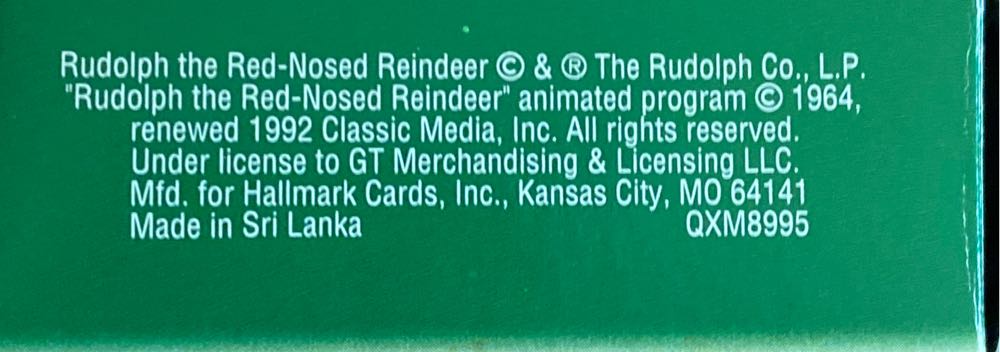 Rudolph the Red-Nosed Reindeer © & ® The Rudolph Co., L.P.
"Rudolph the Red-Nosed Reindeer" animated program © 1964,
renewed 1992 Classic Media, Inc. All rights reserved.
Under license to GT Merchandising & Licensing LLC.
Mfd. for Hallmark Cards, Inc., Kansas City, MO 64141
Made in Sri Lanka QXM8995